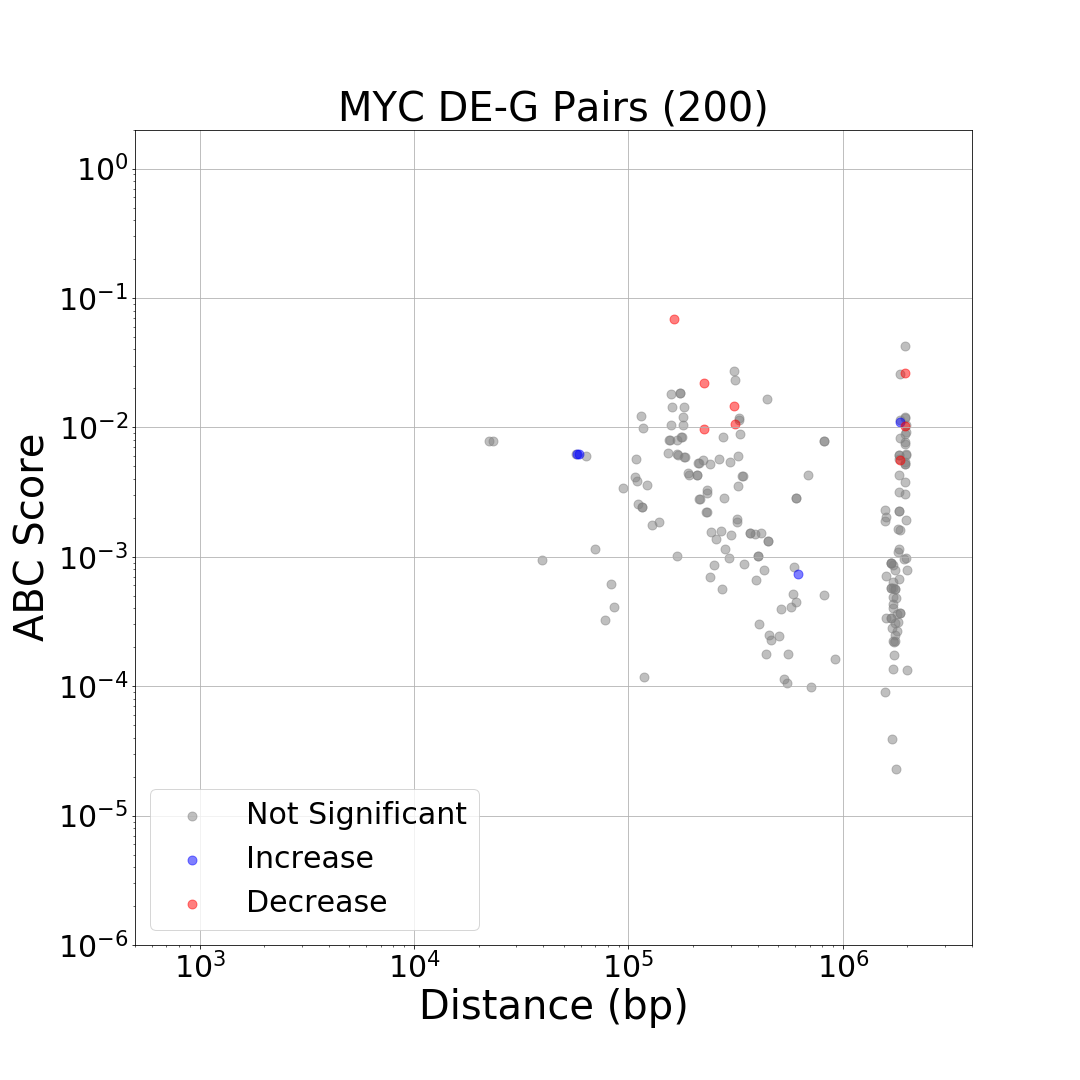 MYC DE-G Pairs (200)
ABC Score
10⁰
10⁻¹
10⁻²
10⁻³
10⁻⁴
10⁻⁵
10⁻⁶
Not Significant
Increase
Decrease
10³ 10⁴ 10⁵ 10⁶
Distance (bp)